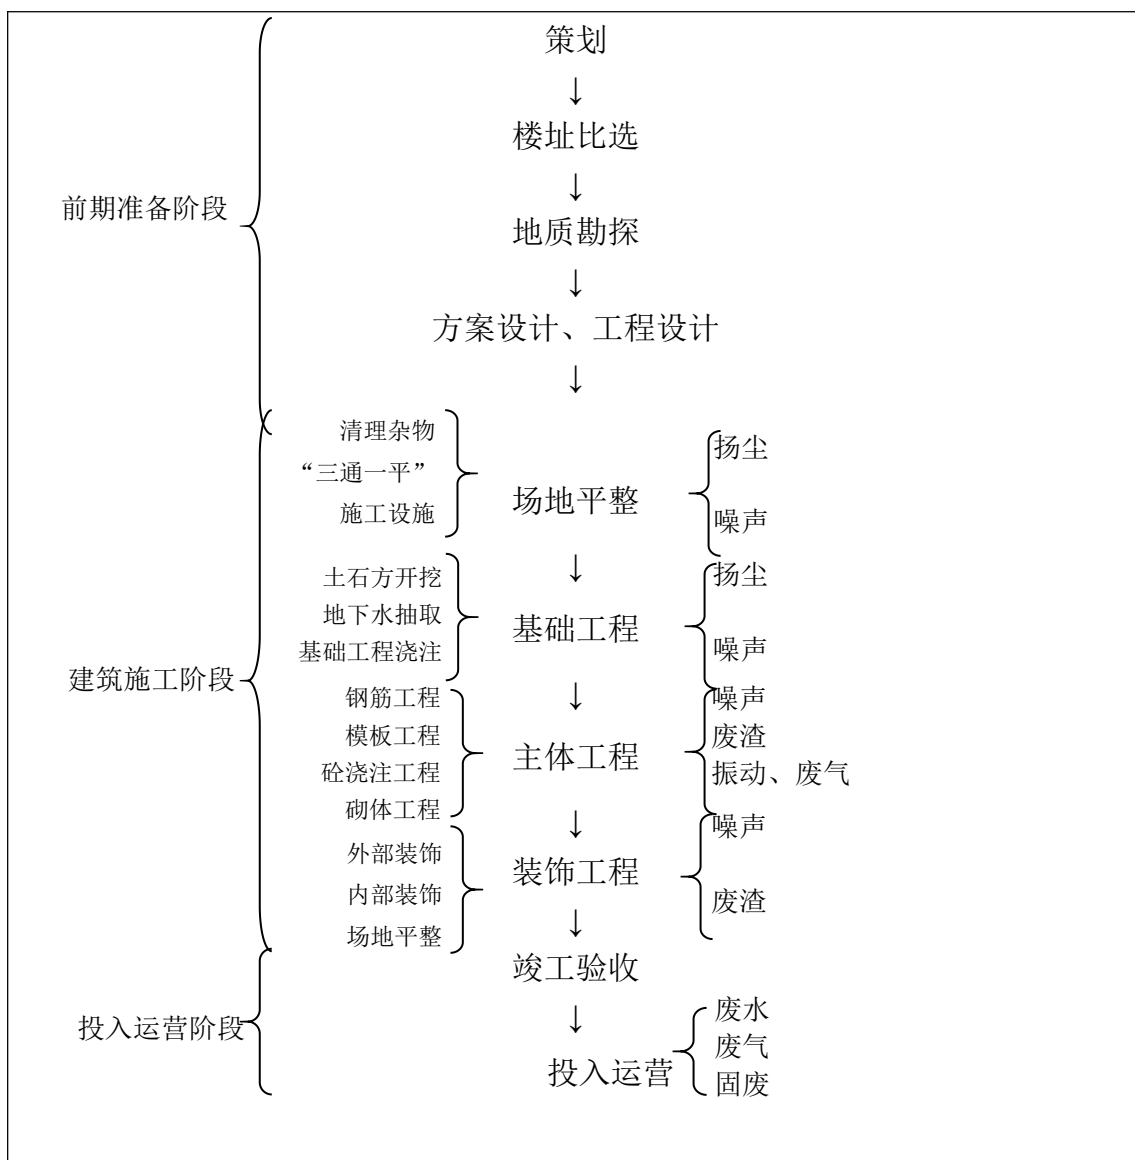 策划
↓
楼址比选
↓
前期准备阶段
地质勘探
↓
方案设计、工程设计
↓
清理杂物
“三通一平”
施工设施
场地平整
扬尘
噪声
↓
建筑施工阶段
土石方开挖
地下水抽取
基础工程浇注
基础工程
扬尘
噪声
↓
钢筋工程
模板工程
砼浇注工程
砌体工程
主体工程
噪声
废渣
振动、废气
↓
外部装饰
内部装饰
场地平整
装饰工程
噪声
废渣
↓
竣工验收
↓
投入运营阶段
投入运营
废水
废气
固废